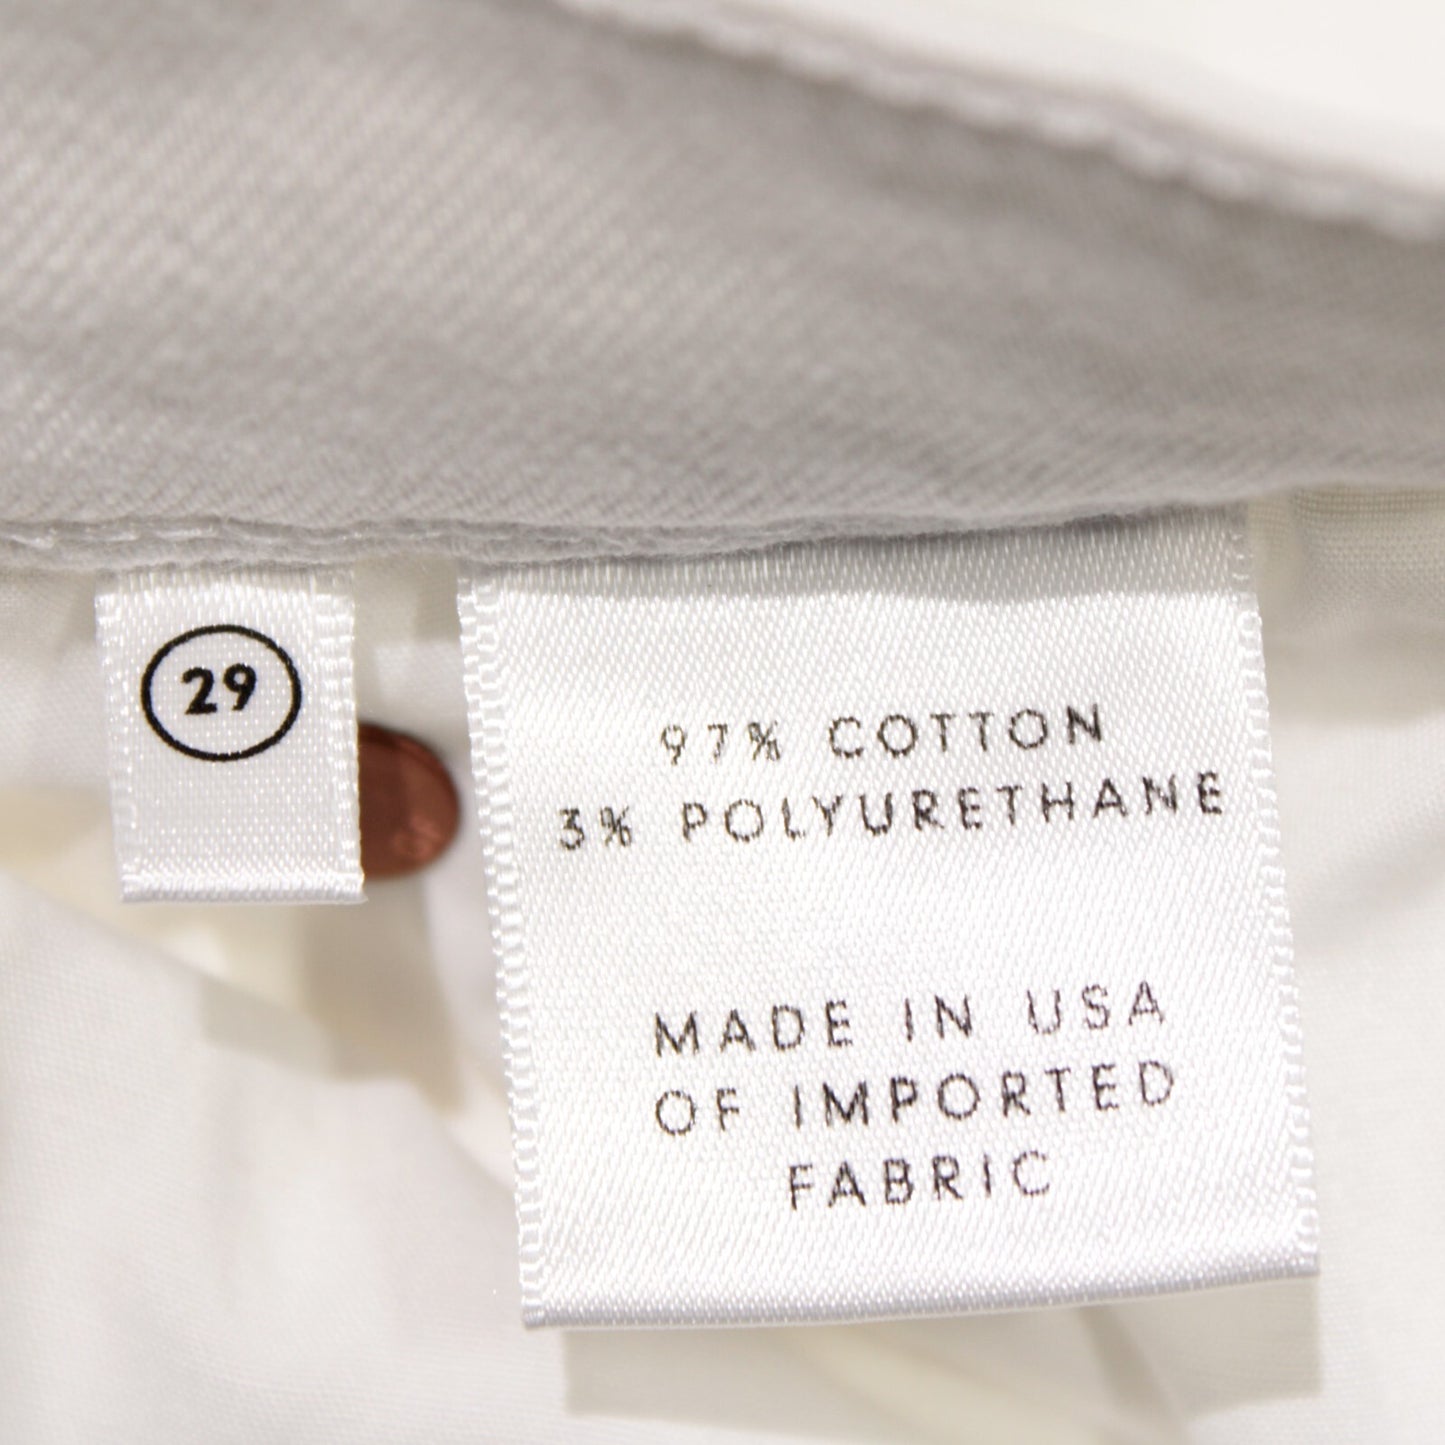 29
97% COTTON
3% POLYURETHANE
MADE IN USA
OF IMPORTED
FABRIC